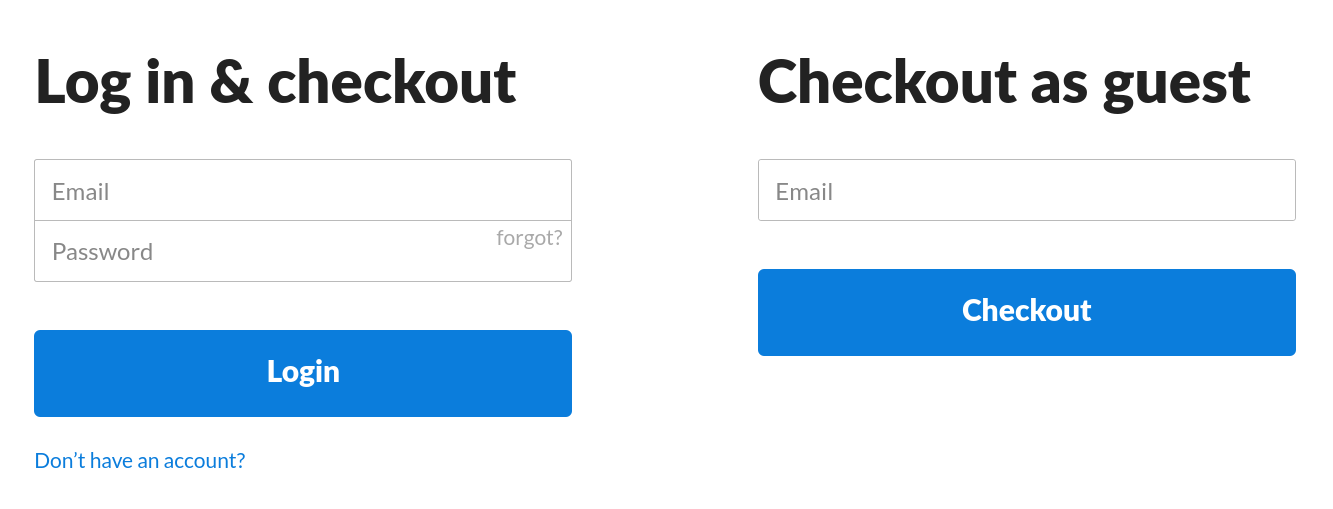 Log in & checkout
Email
forgot?
Password
Login
Don’t have an account?
Checkout as guest
Email
Checkout